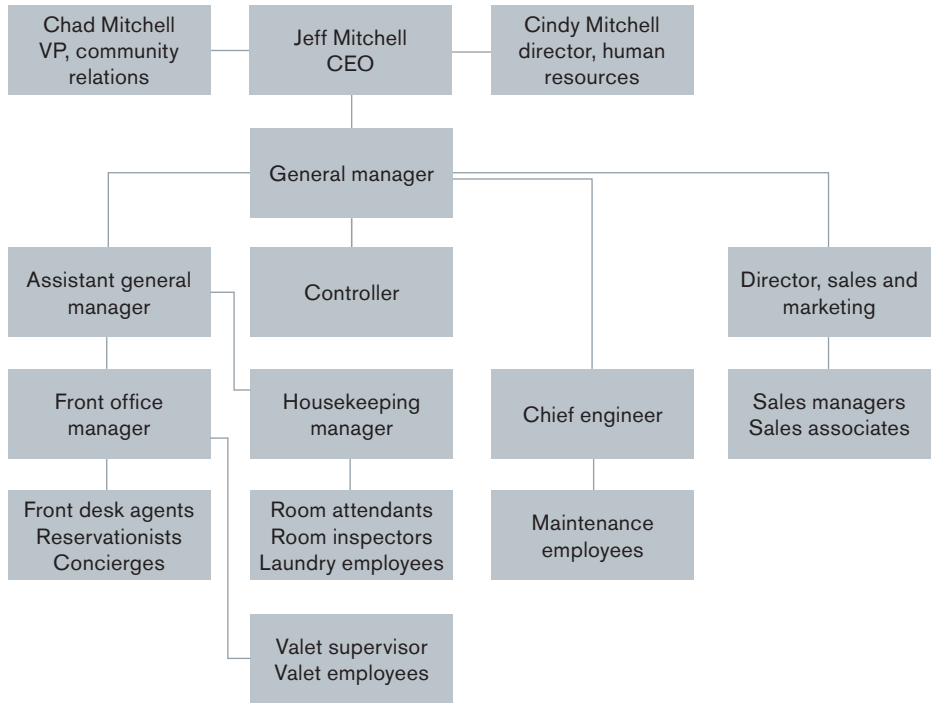 Chad Mitchell
VP, community
relations
Jeff Mitchell
CEO
Cindy Mitchell
director, human
resources
General manager
Assistant general
manager
Controller
Director, sales and
marketing
Front office
manager
Housekeeping
manager
Chief engineer
Sales managers
Sales associates
Front desk agents
Reservationists
Concierges
Room attendants
Room inspectors
Laundry employees
Maintenance
employees
Valet supervisor
Valet employees